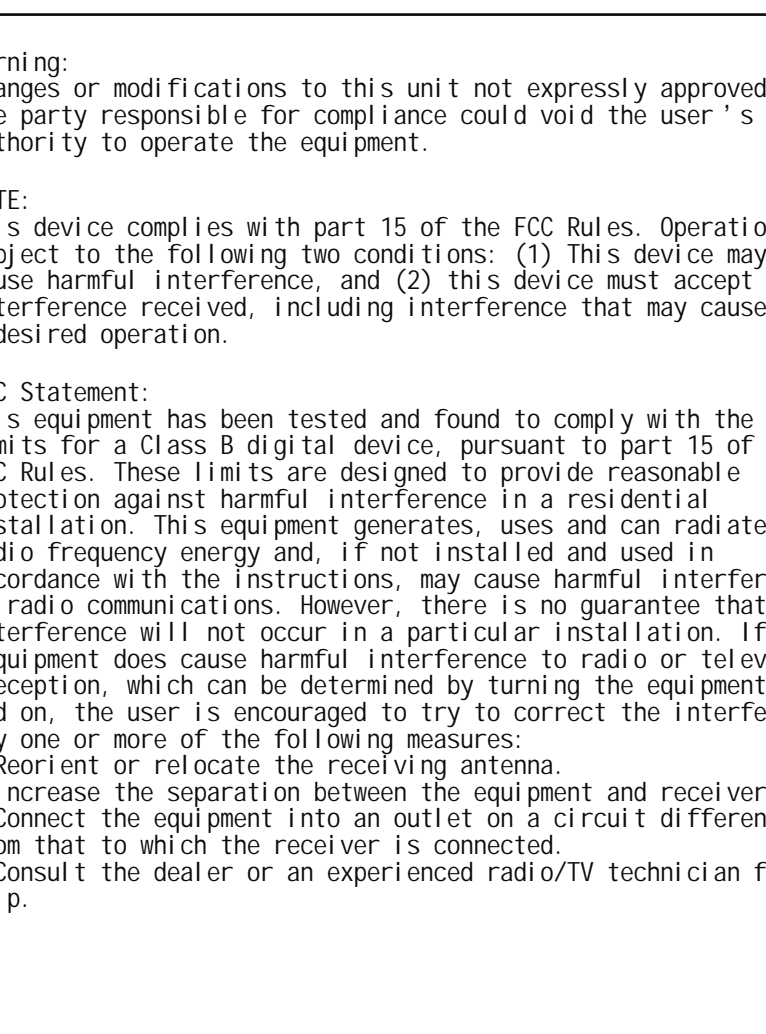 rning:
anges or modifications to this unit not expressly approved
e party responsible for compliance could void the user's
thority to operate the equipment.
TE:
s device complies with part 15 of the FCC Rules. Operatio
bject to the following two conditions: (1) This device may
use harmful interference, and (2) this device must accept
terference received, including interference that may cause
desired operation.
C Statement:
s equipment has been tested and found to comply with the
mits for a Class B digital device, pursuant to part 15 of
C Rules. These limits are designed to provide reasonable
otection against harmful interference in a residential
stallation. This equipment generates, uses and can radiate
dio frequency energy and, if not installed and used in
cordance with the instructions, may cause harmful interfer
radio communications. However, there is no guarantee that
terference will not occur in a particular installation. If
quipment does cause harmful interference to radio or telev
eception, which can be determined by turning the equipment
d on, the user is encouraged to try to correct the interfe
y one or more of the following measures:
Reorient or relocate the receiving antenna.
ncrease the separation between the equipment and receiver
Connect the equipment into an outlet on a circuit differen
om that to which the receiver is connected.
Consult the dealer or an experienced radio/TV technician f
p.